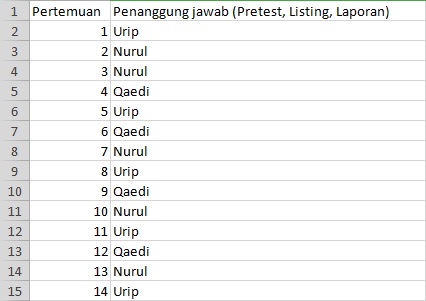 1 Pertemuan Penanggung jawab (Pretest, Listing, Laporan)
2 1 Urip
3 2 Nurul
4 3 Nurul
5 4 Qaedi
6 5 Urip
7 6 Qaedi
8 7 Nurul
9 8 Urip
10 9 Qaedi
11 10 Nurul
12 11 Urip
13 12 Qaedi
14 13 Nurul
15 14 Urip